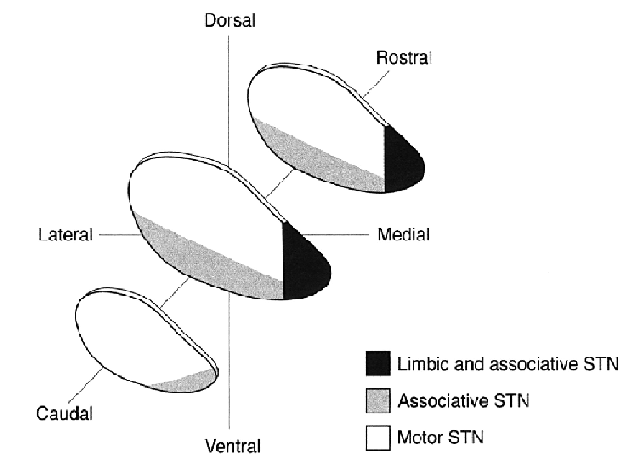 Dorsal
Rostral
Lateral
Medial
Limbic and associative STN
Associative STN
Caudal
Motor STN
Ventral